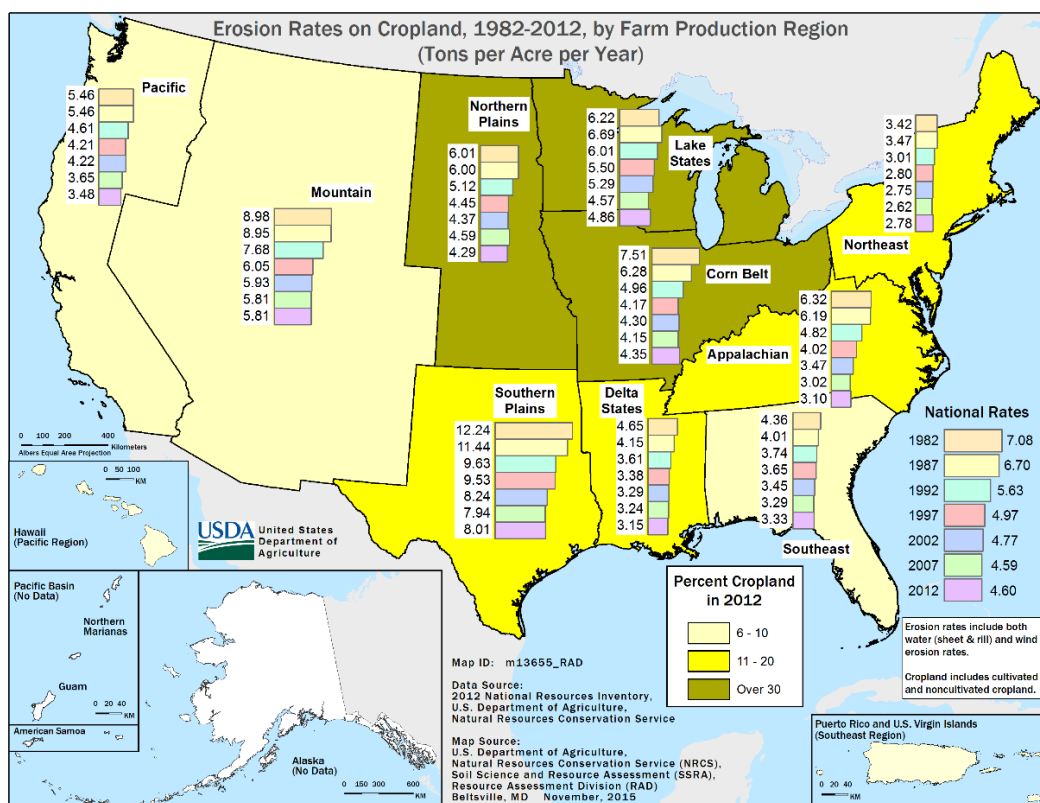 Erosion Rates on Cropland, 1982-2012, by Farm Production Region
(Tons per Acre per Year)
Pacific
5.46
5.46
4.61
4.21
4.22
3.65
3.48
Mountain
8.98
8.95
7.68
6.05
5.93
5.81
5.81
Northern
Plains
6.01
6.00
5.12
4.45
4.37
4.59
4.29
Lake
States
6.22
6.69
6.01
5.50
5.29
4.57
4.86
Corn Belt
7.51
6.28
4.96
4.17
4.30
4.15
4.35
Northeast
3.42
3.47
3.01
2.80
2.75
2.62
2.78
Appalachian
6.32
6.19
4.82
4.02
3.47
3.02
3.10
Southern
Plains
12.24
11.44
9.63
9.53
8.24
7.94
8.01
Delta
States
4.65
4.15
3.61
3.38
3.29
3.24
3.15
Southeast
4.36
4.01
3.74
3.65
3.45
3.29
3.33
National Rates
1982 7.08
1987 6.70
1992 5.63
1997 4.97
2002 4.77
2007 4.59
2012 4.60
0 100 200 400
Kilometers
Albers Equal Area Projection
0 50 100
KM
Hawaii
(Pacific Region)
USDA
United States
Department of
Agriculture
Pacific Basin
(No Data)
Northern
Marianas
Guam
0 20 40
KM
American Samoa
Alaska
(No Data)
0 150 300 600
KM
Percent Cropland
in 2012
6 - 10
11 - 20
Over 30
Map ID: m13655_RAD
Data Source:
2012 National Resources Inventory,
U.S. Department of Agriculture,
Natural Resources Conservation Service
Map Source:
U.S. Department of Agriculture,
Natural Resources Conservation Service (NRCS),
Soil Science and Resource Assessment (SSRA),
Resource Assessment Division (RAD)
Beltsville, MD November, 2015
Erosion rates include both
water (sheet & rill) and wind
erosion rates.
Cropland includes cultivated
and noncultivated cropland.
Puerto Rico and U.S. Virgin Islands
(Southeast Region)
0 20 40
KM